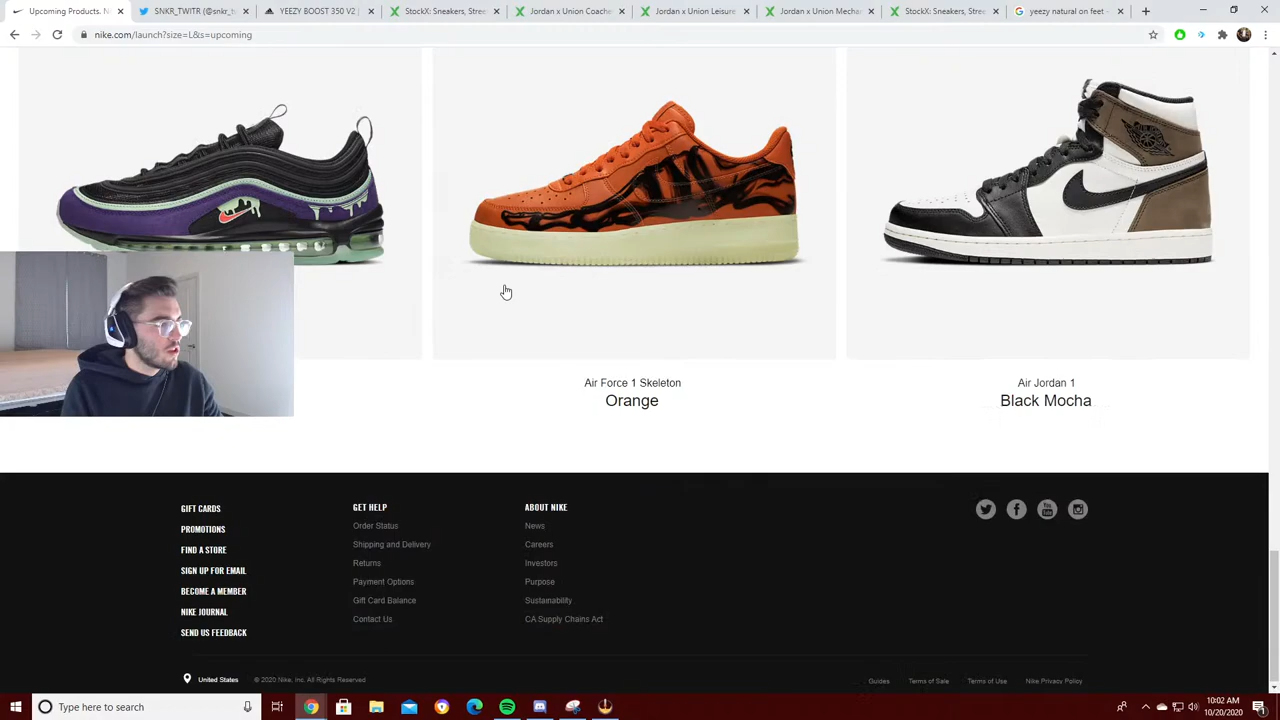 Upcoming Products. N
SNKR_TWITR (@snkr_t
YEEZY BOOST 350 V2 |
StockX: Sneakers, Stree
Jordan x Union Coache
Jordan x Union Leisure
Jordan x Union Mechan
StockX: Sneakers, Stree
yeezy natural on feet -
nike.com/launch?size=L&s=upcoming
Air Force 1 Skeleton
Orange
Air Jordan 1
Black Mocha
GIFT CARDS
PROMOTIONS
FIND A STORE
SIGN UP FOR EMAIL
BECOME A MEMBER
NIKE JOURNAL
SEND US FEEDBACK
GET HELP
Order Status
Shipping and Delivery
Returns
Payment Options
Gift Card Balance
Contact Us
ABOUT NIKE
News
Careers
Investors
Purpose
Sustainability
CA Supply Chains Act
United States
© 2020 Nike, Inc. All Rights Reserved
Guides
Terms of Sale
Terms of Use
Nike Privacy Policy
Type here to search
10:02 AM
10/20/2020